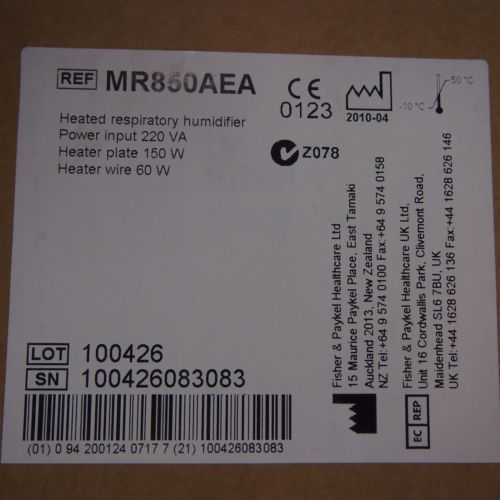 REF MR850AEA
Heated respiratory humidifier
Power input 220 VA
Heater plate 150 W
Heater wire 60 W
CE
0123
2010-04
-10 °C
50 °C
Z078
Fisher & Paykel Healthcare Ltd
15 Maurice Paykel Place, East Tamaki
Auckland 2013, New Zealand
NZ Tel:+64 9 574 0100 Fax:+64 9 574 0158
EC REP
Fisher & Paykel Healthcare UK Ltd,
Unit 16 Cordwallis Park, Clivemont Road,
Maidenhead SL6 7BU, UK
UK Tel:+44 1628 626 136 Fax:+44 1628 626 146
LOT 100426
SN 100426083083
(01) 0 94 200124 0717 7 (21) 100426083083